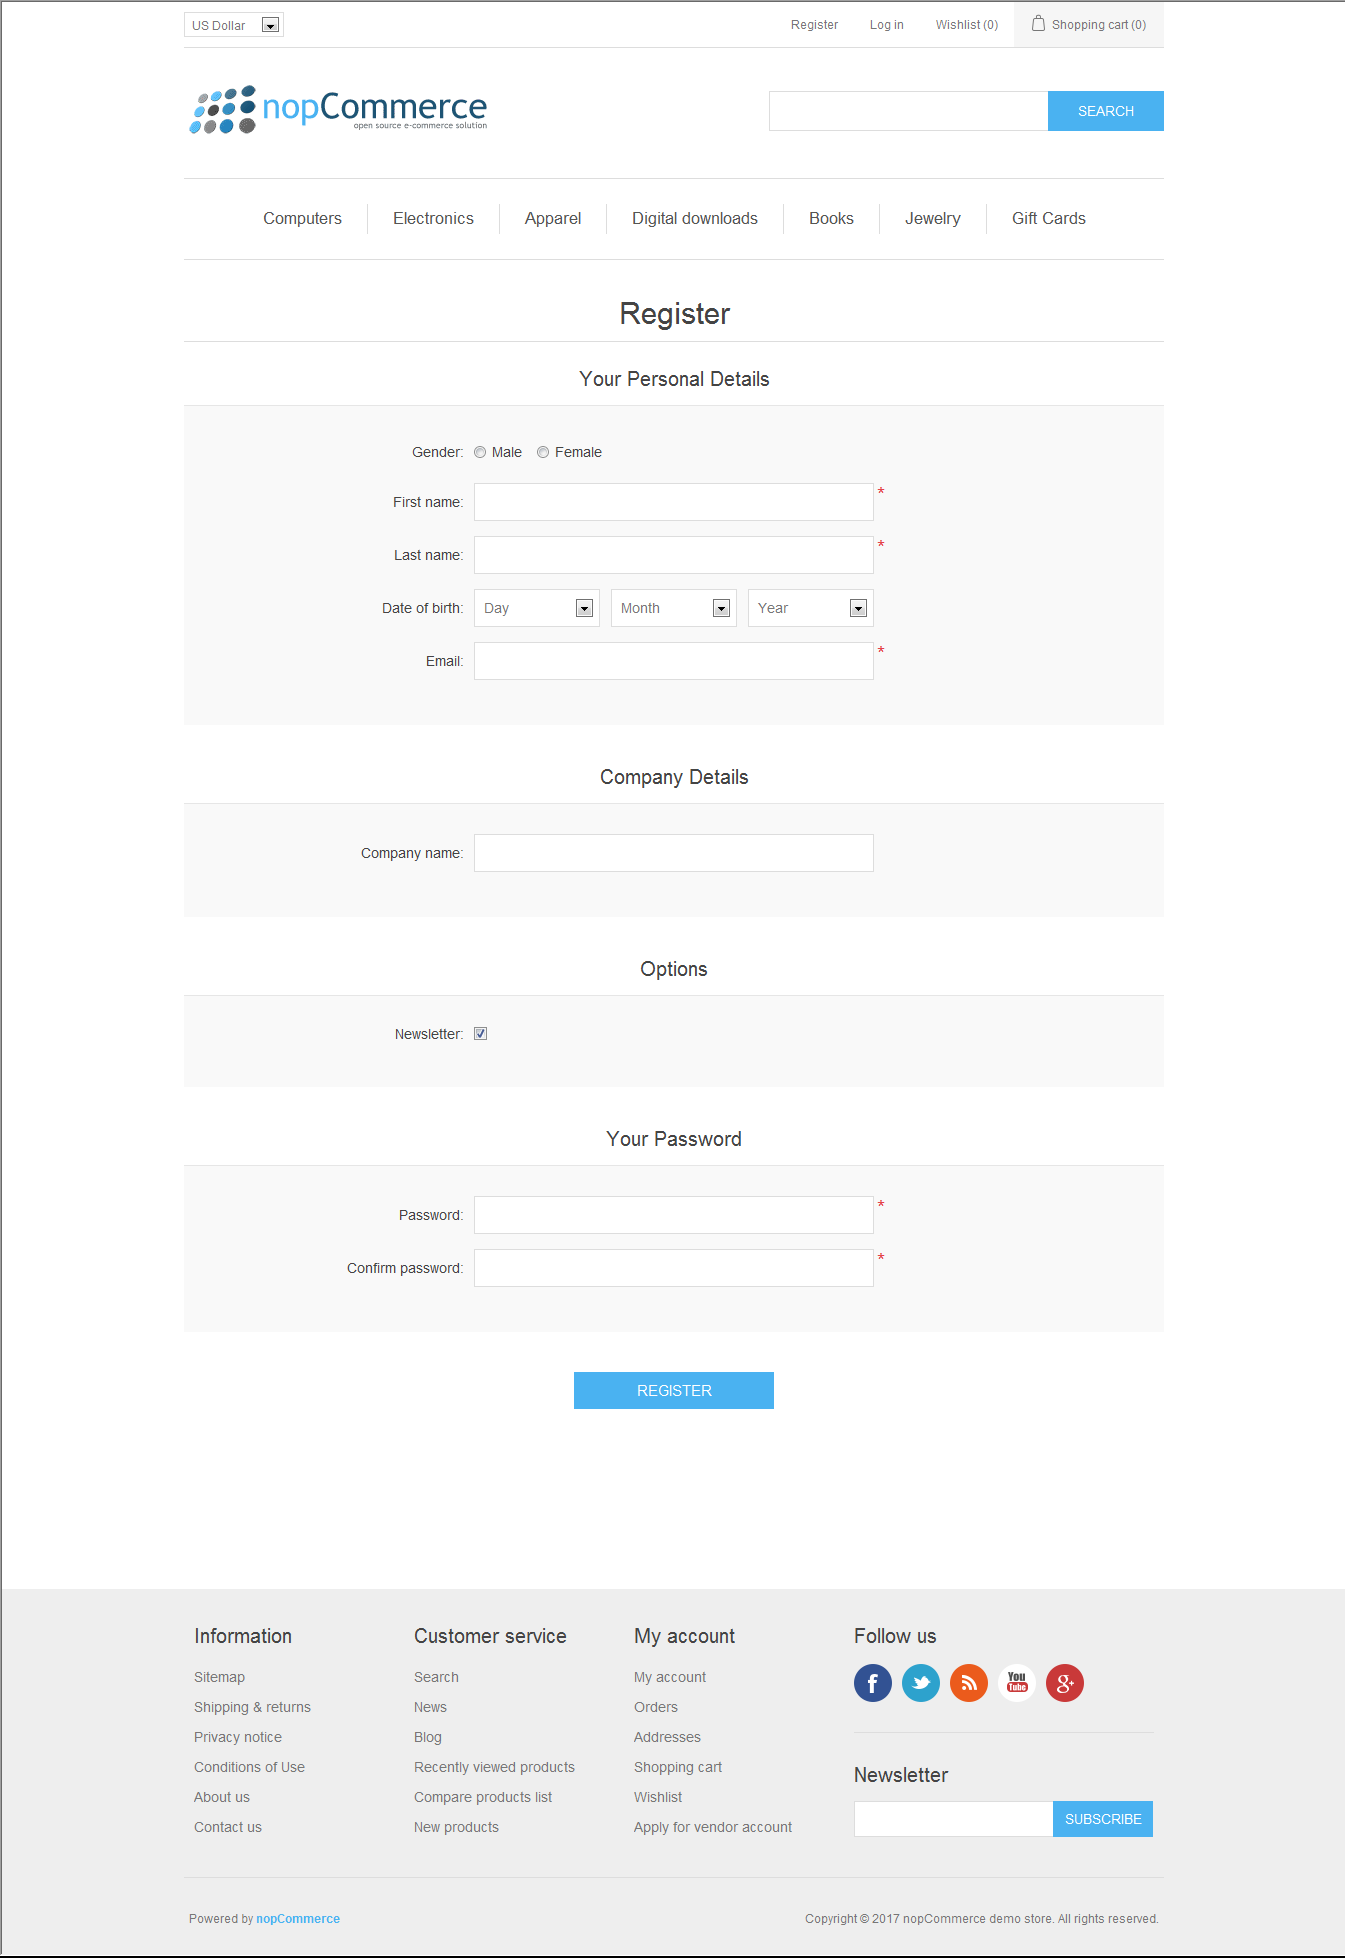 US Dollar Register Log in Wishlist (0) Shopping cart (0)
nopCommerce
open source e-commerce solution
SEARCH
Computers Electronics Apparel Digital downloads Books Jewelry Gift Cards
Register
Your Personal Details
Gender: Male Female
First name: *
Last name: *
Date of birth: Day Month Year
Email: *
Company Details
Company name:
Options
Newsletter:
Your Password
Password: *
Confirm password: *
REGISTER
Information
Sitemap
Shipping & returns
Privacy notice
Conditions of Use
About us
Contact us
Customer service
Search
News
Blog
Recently viewed products
Compare products list
New products
My account
My account
Orders
Addresses
Shopping cart
Wishlist
Apply for vendor account
Follow us
f You Tube g+
Newsletter
SUBSCRIBE
Powered by nopCommerce
Copyright © 2017 nopCommerce demo store. All rights reserved.